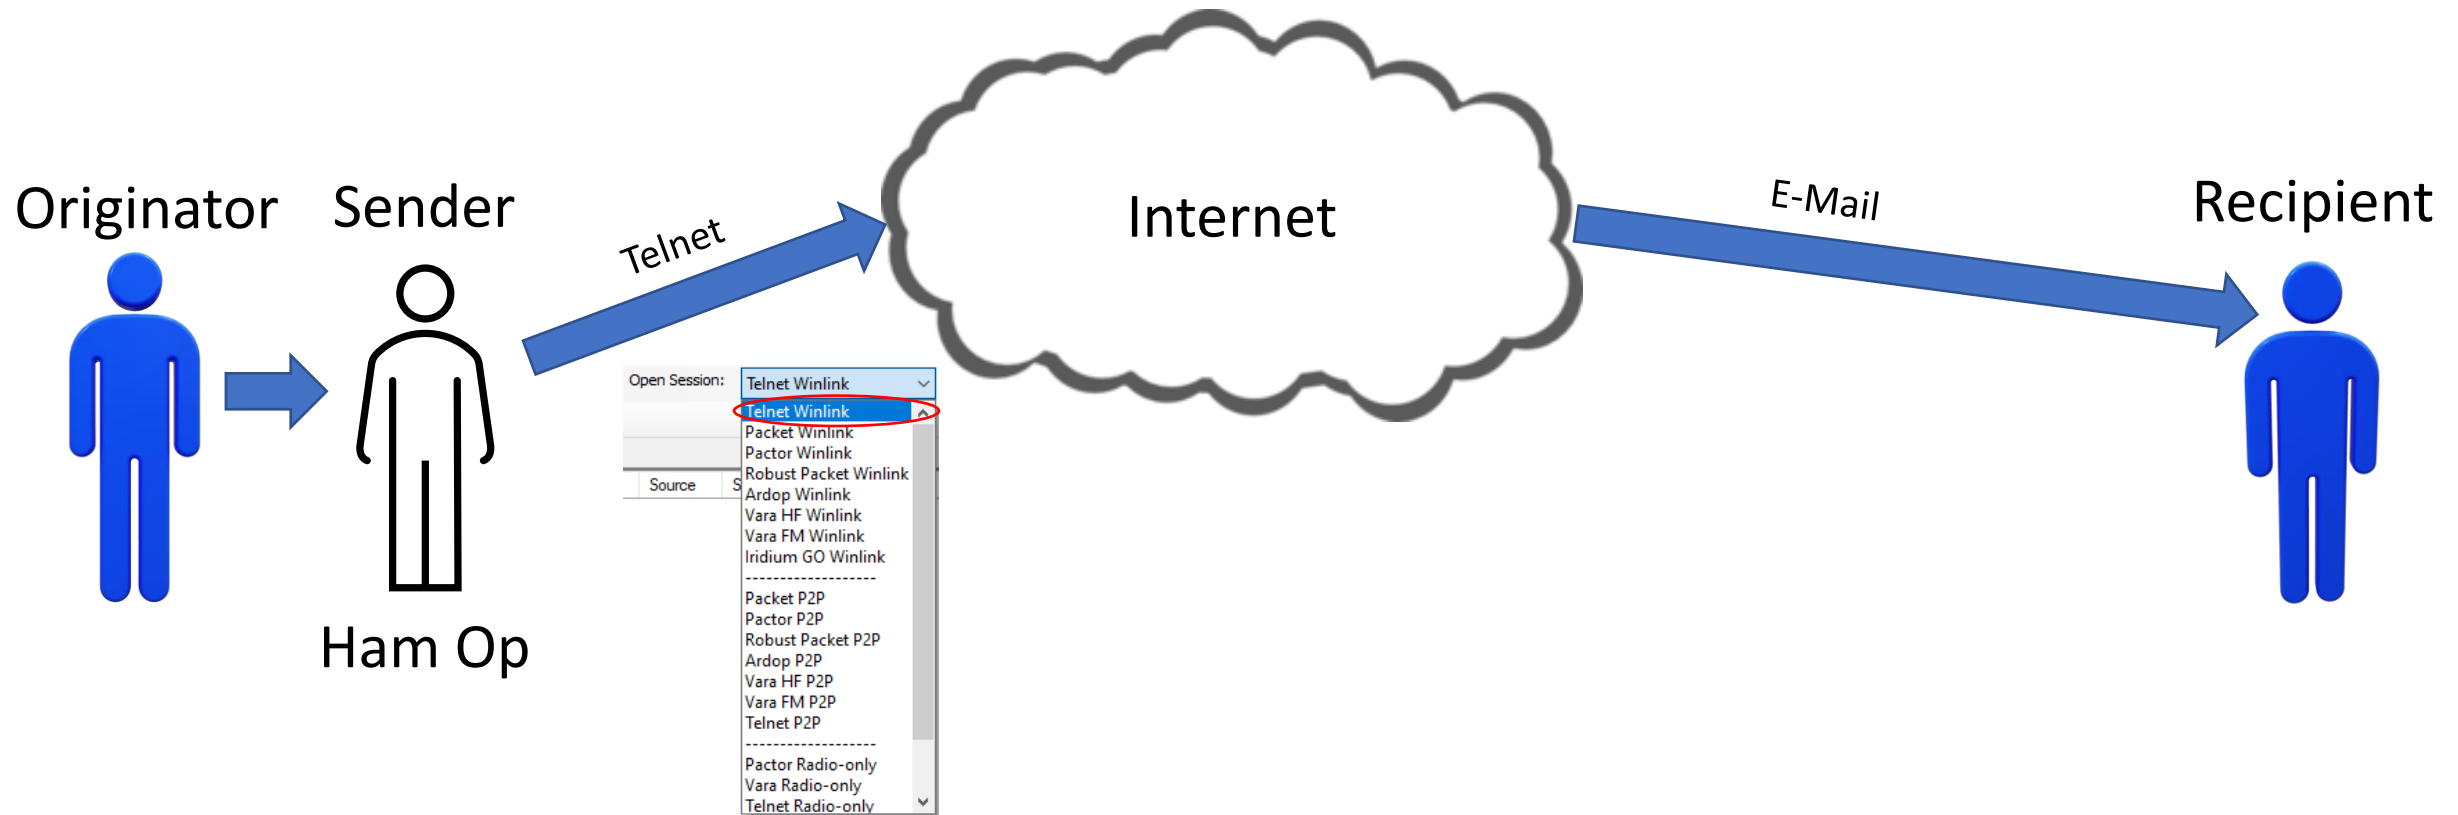 Originator
Sender
Telnet
Internet
E-Mail
Recipient
Ham Op
Open Session:
Telnet Winlink
Telnet Winlink
Packet Winlink
Pactor Winlink
Robust Packet Winlink
Ardop Winlink
Vara HF Winlink
Vara FM Winlink
Iridium GO Winlink
-------------------
Packet P2P
Pactor P2P
Robust Packet P2P
Ardop P2P
Vara HF P2P
Vara FM P2P
Telnet P2P
-------------------
Pactor Radio-only
Vara Radio-only
Telnet Radio-only
Source
S